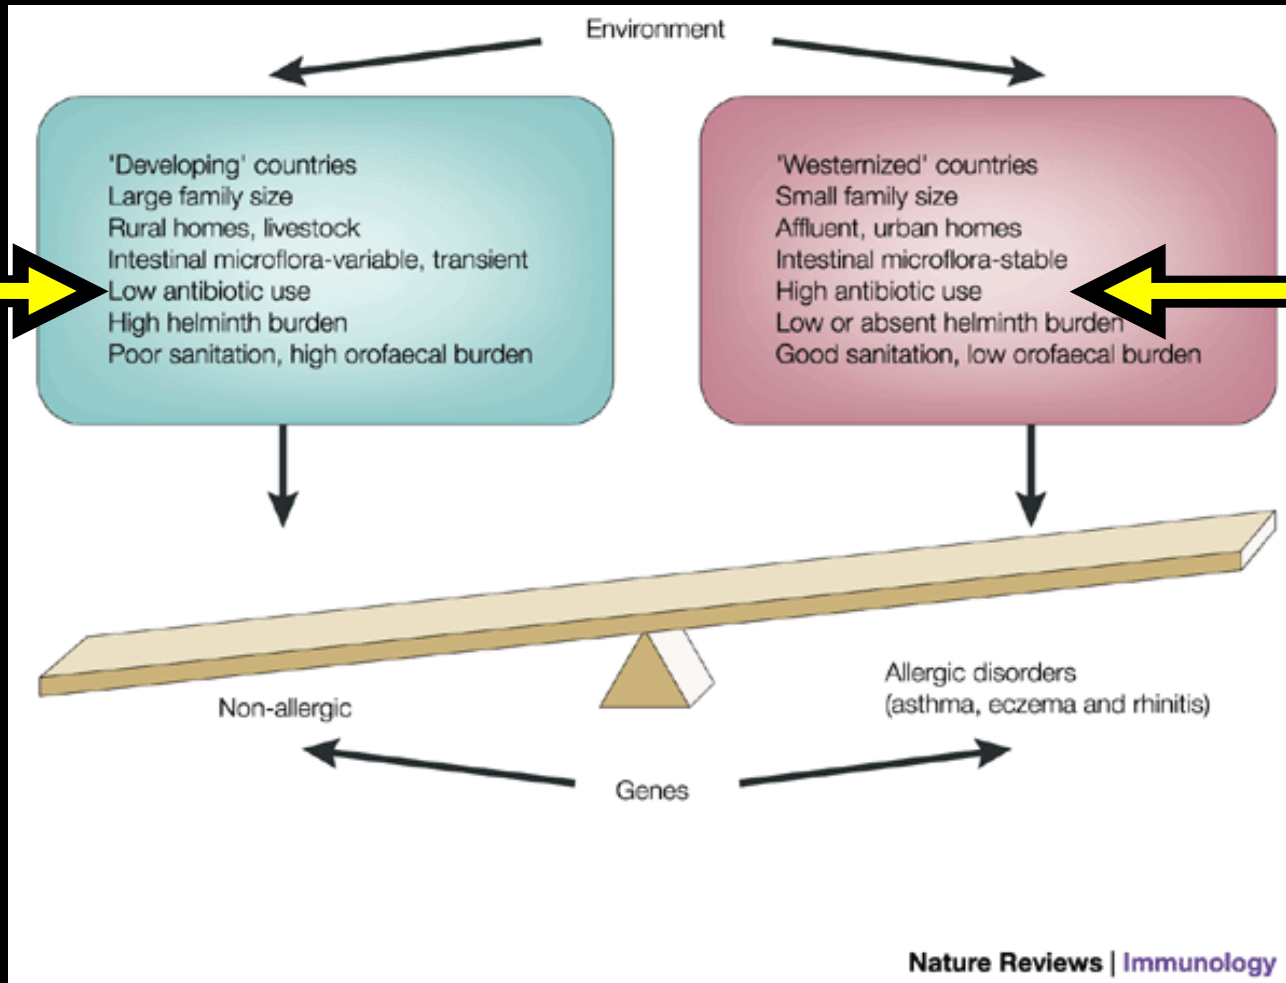 Environment
'Developing' countries
Large family size
Rural homes, livestock
Intestinal microflora-variable, transient
Low antibiotic use
High helminth burden
Poor sanitation, high orofaecal burden
'Westernized' countries
Small family size
Affluent, urban homes
Intestinal microflora-stable
High antibiotic use
Low or absent helminth burden
Good sanitation, low orofaecal burden
Non-allergic
Allergic disorders
(asthma, eczema and rhinitis)
Genes
Nature Reviews | Immunology